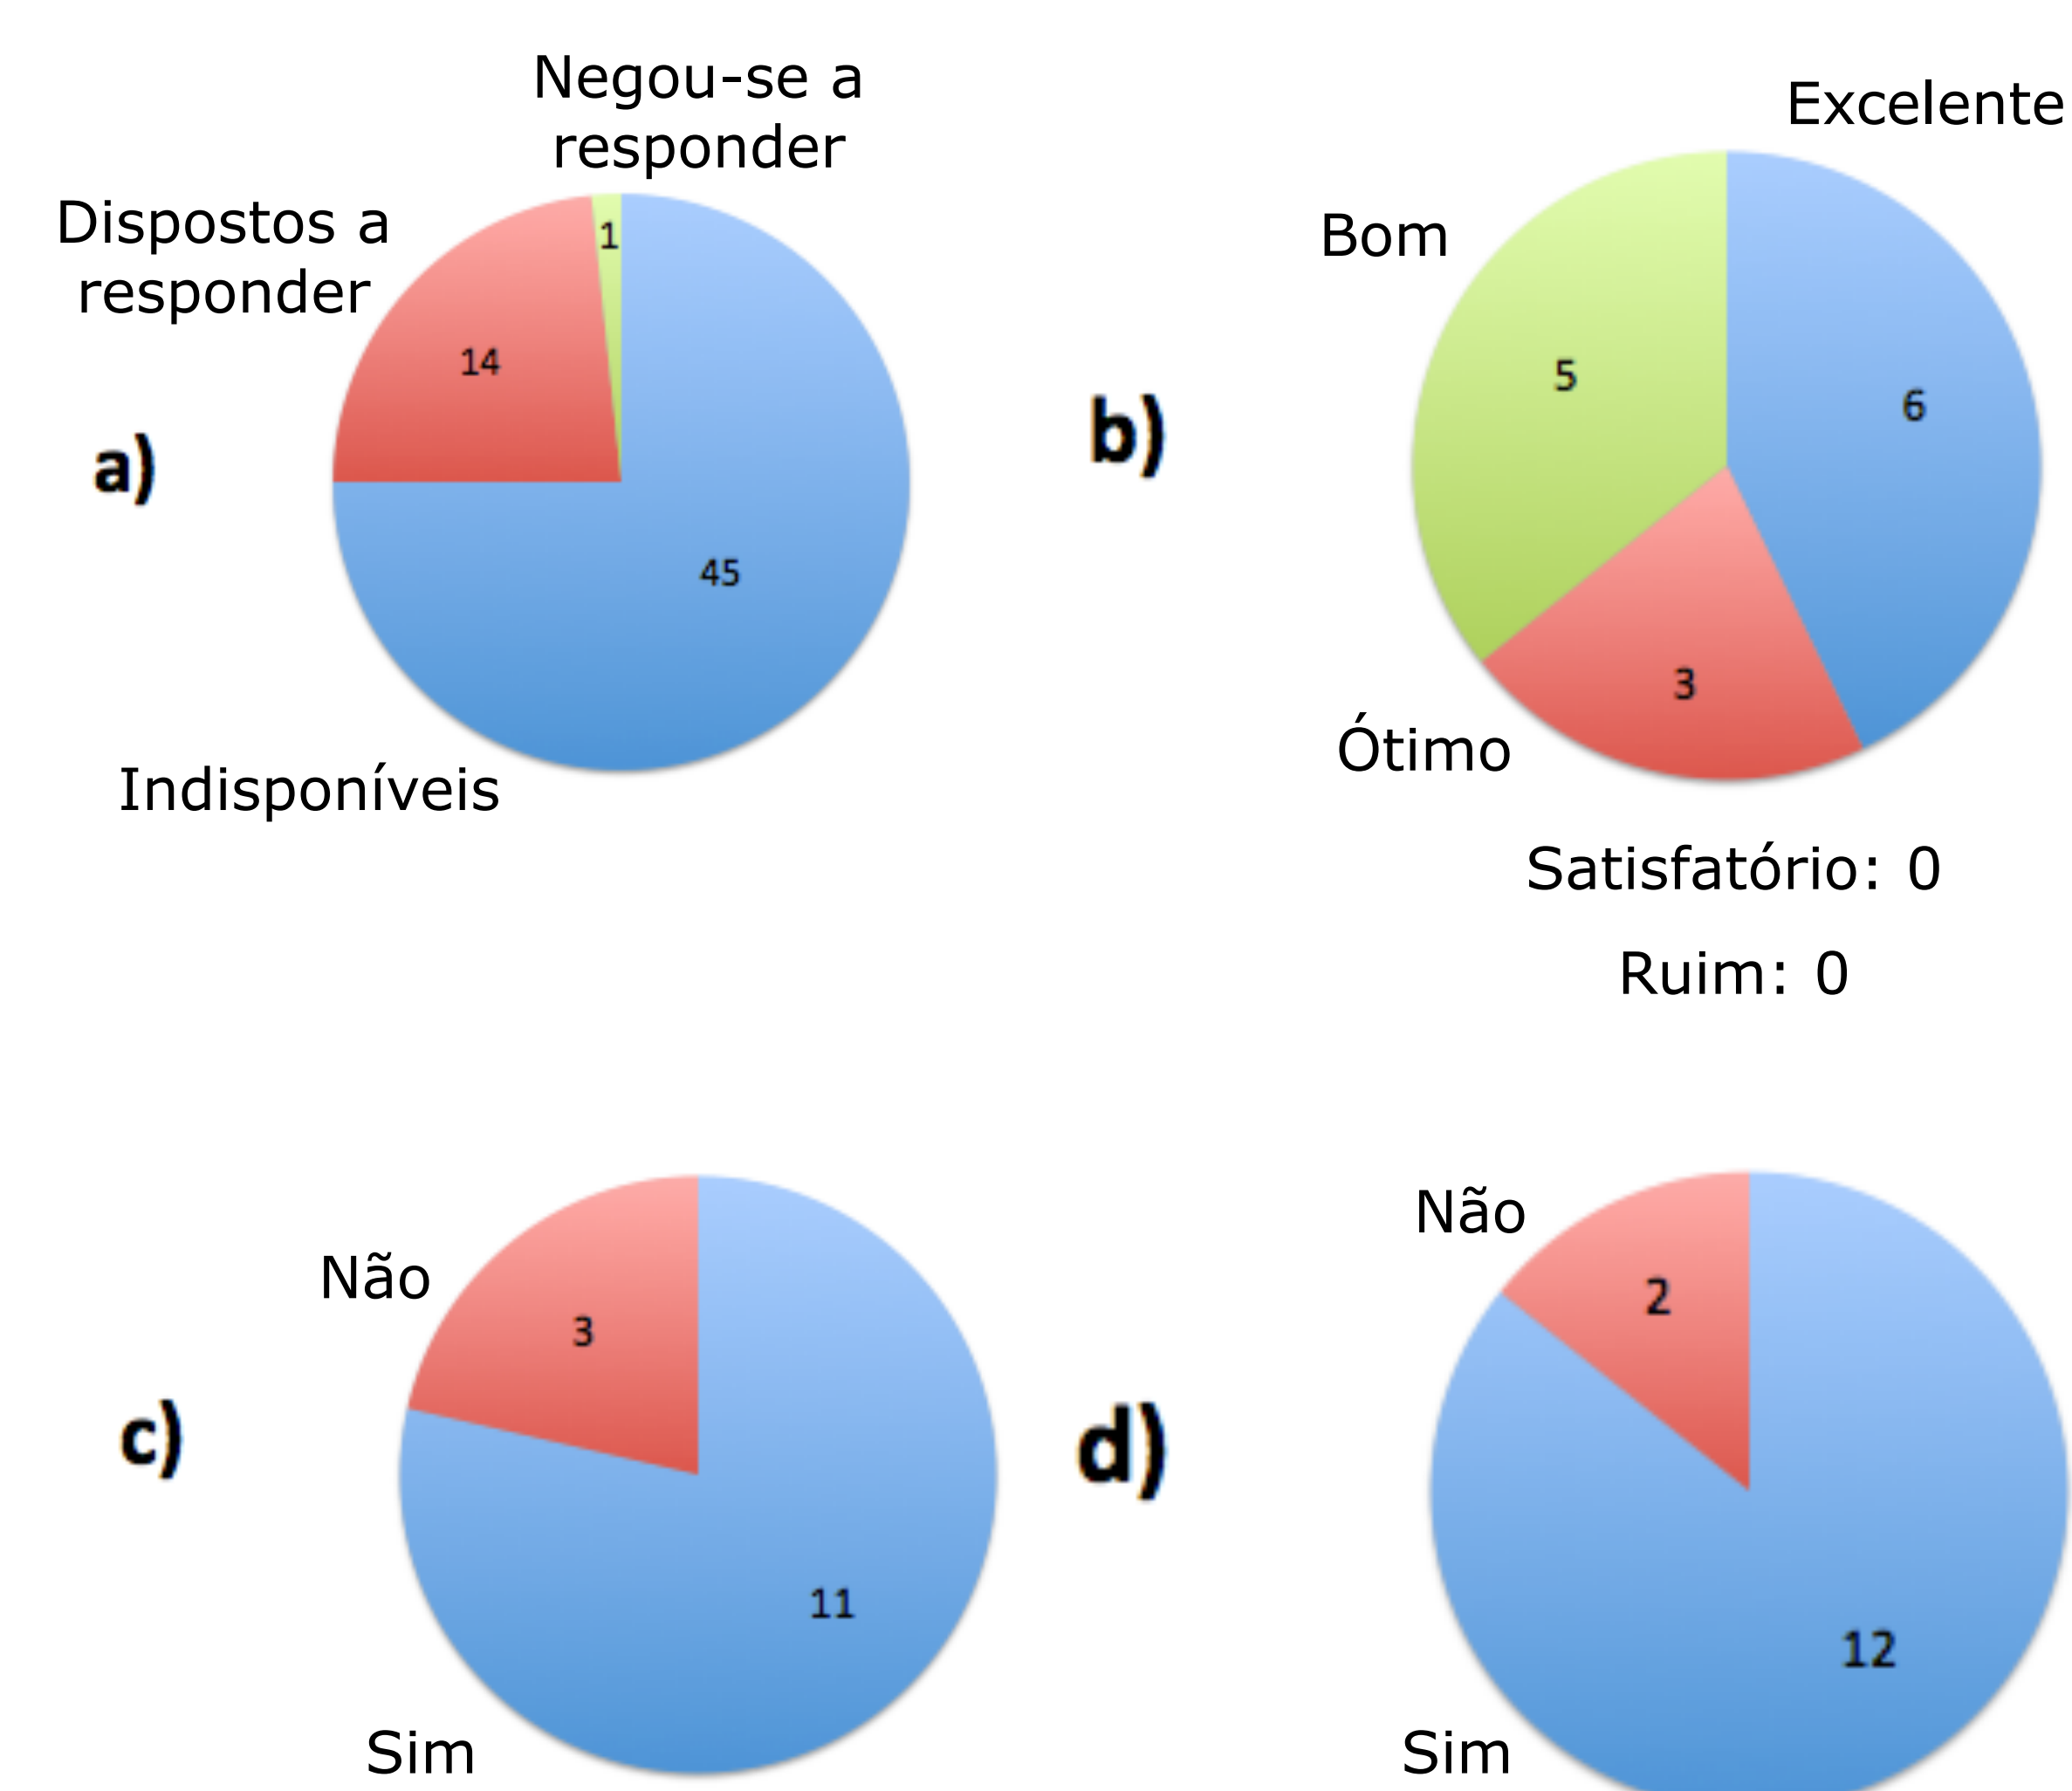 Negou-se a
responder
Dispostos a
responder
1
14
a)
45
Indisponíveis
Excelente
Bom
5
6
b)
3
Ótimo
Satisfatório: 0
Ruim: 0
Não
3
c)
11
Sim
Não
2
d)
12
Sim